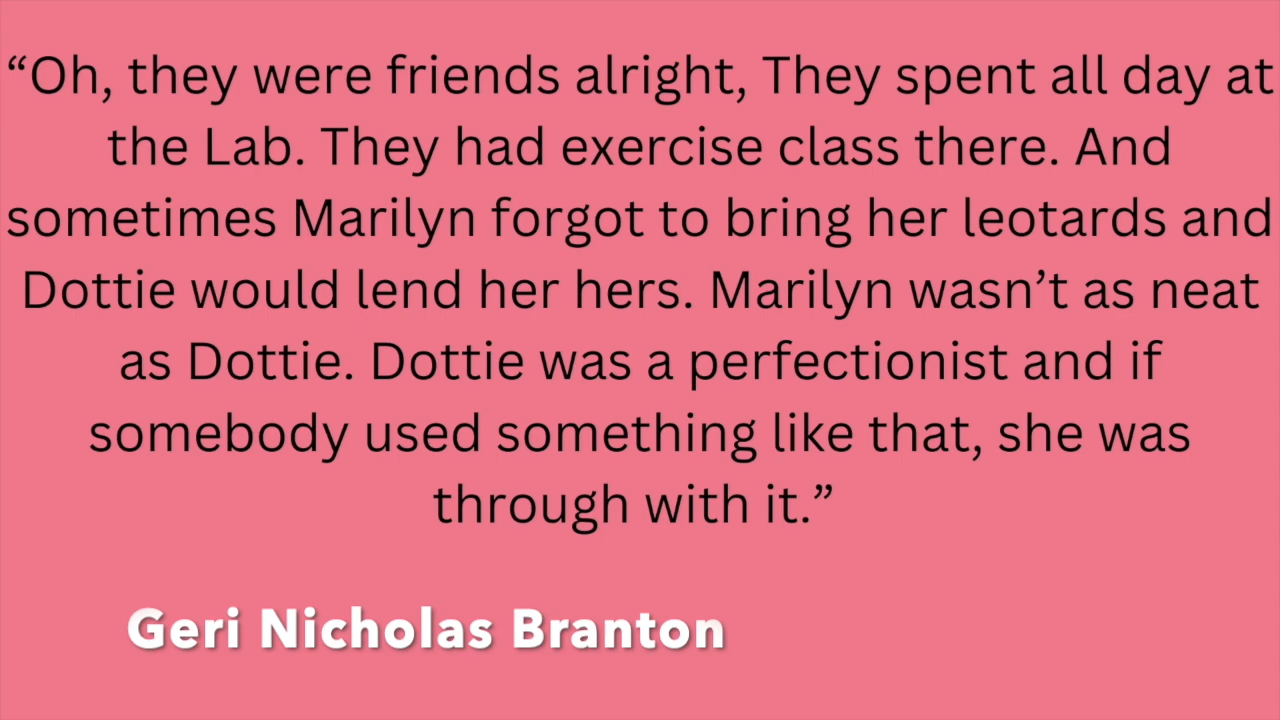 “Oh, they were friends alright, They spent all day at
the Lab. They had exercise class there. And
sometimes Marilyn forgot to bring her leotards and
Dottie would lend her hers. Marilyn wasn’t as neat
as Dottie. Dottie was a perfectionist and if
somebody used something like that, she was
through with it.”
Geri Nicholas Branton